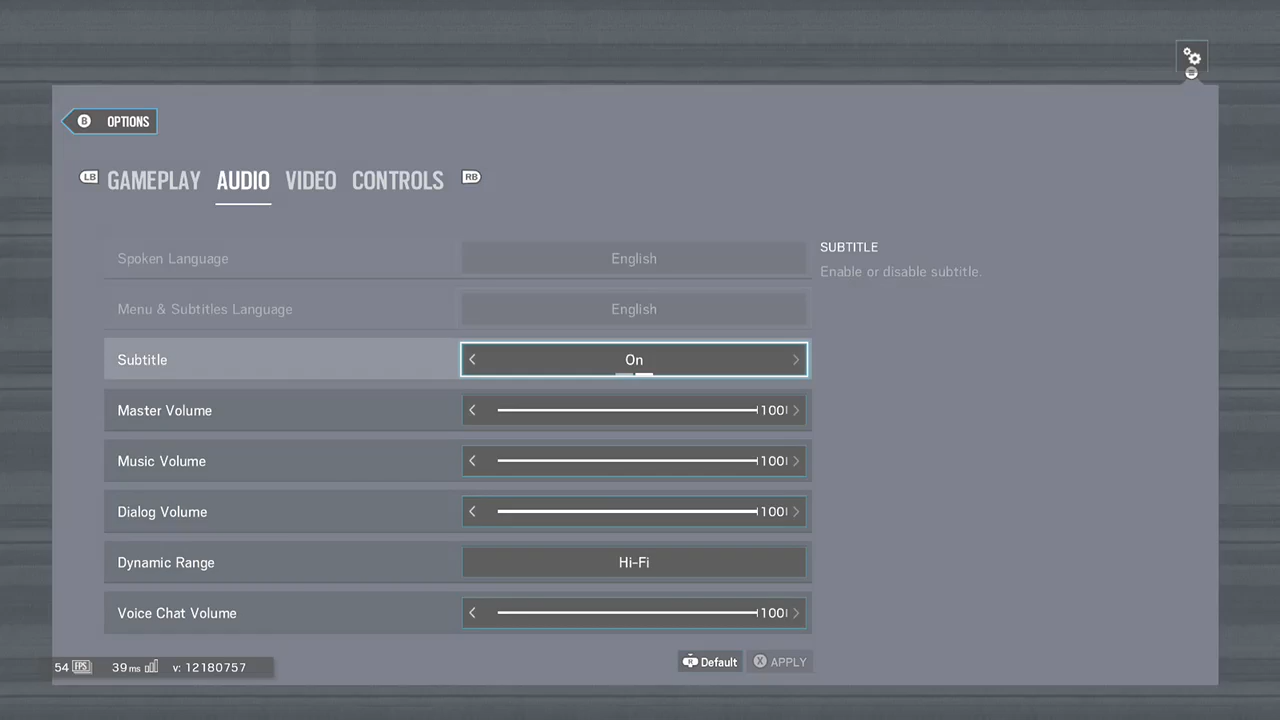 B OPTIONS
LB GAMEPLAY AUDIO VIDEO CONTROLS RB
Spoken Language English
SUBTITLE
Enable or disable subtitle.
Menu & Subtitles Language English
Subtitle On
Master Volume 100
Music Volume 100
Dialog Volume 100
Dynamic Range Hi-Fi
Voice Chat Volume 100
54 FPS 39ms v: 12180757
R Default X APPLY